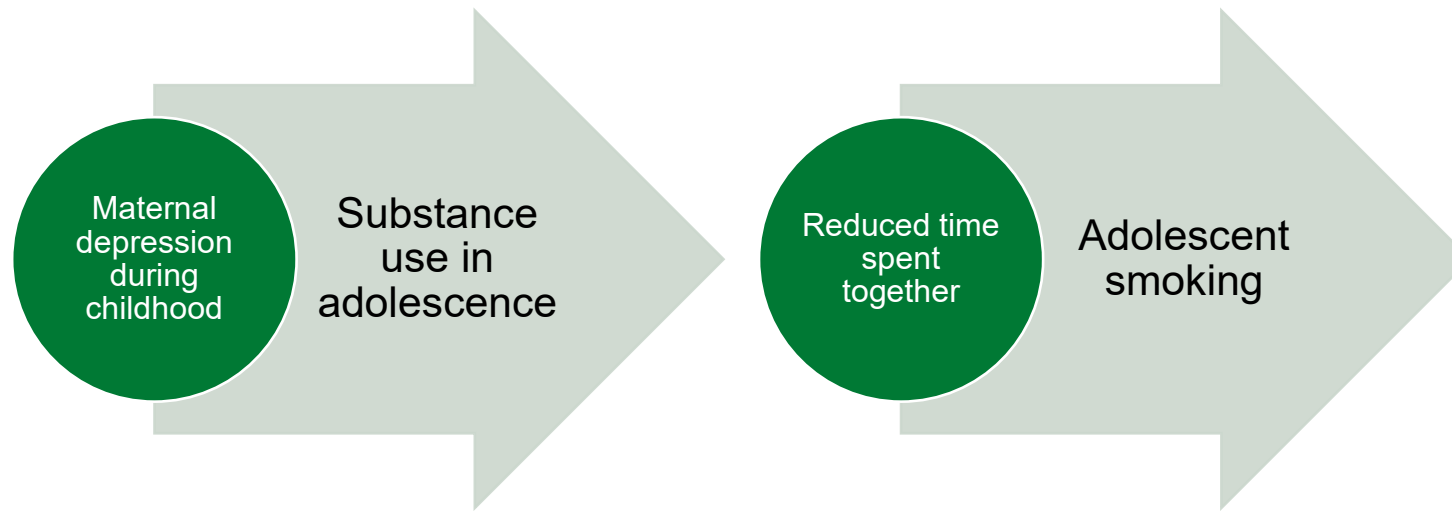 Maternal
depression
during
childhood
Substance
use in
adolescence
Reduced time
spent
together
Adolescent
smoking